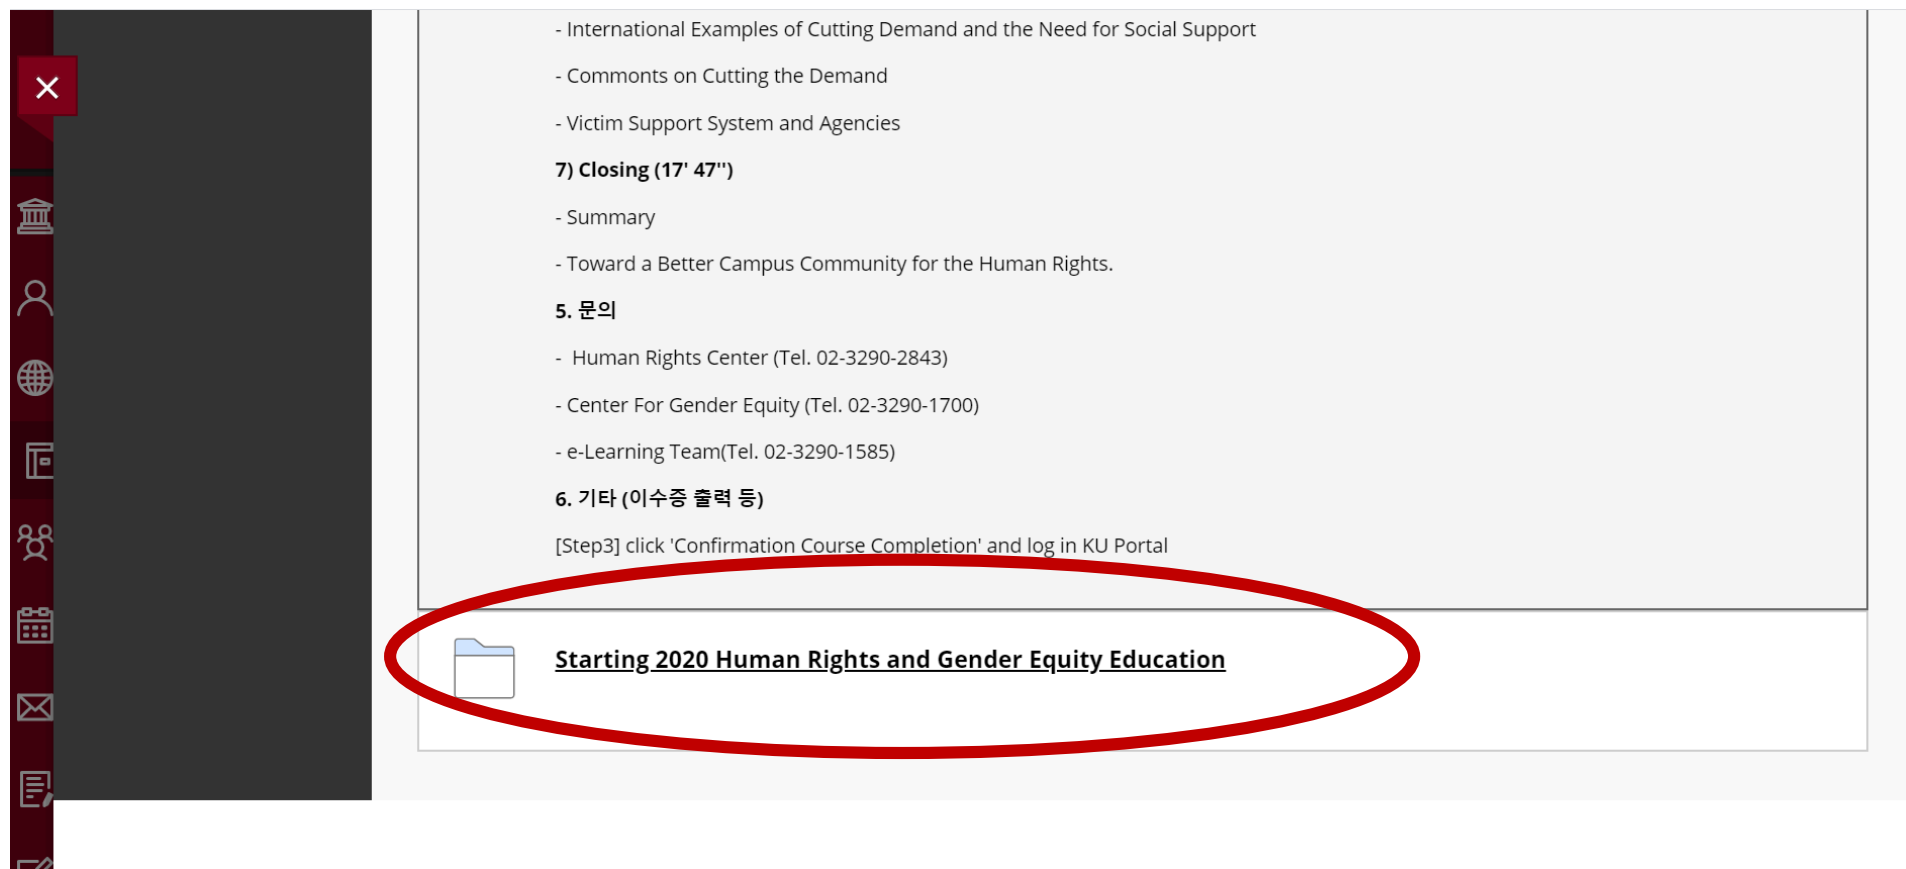 - International Examples of Cutting Demand and the Need for Social Support
- Commonts on Cutting the Demand
- Victim Support System and Agencies
7) Closing (17' 47'')
- Summary
- Toward a Better Campus Community for the Human Rights.
5. 문의
- Human Rights Center (Tel. 02-3290-2843)
- Center For Gender Equity (Tel. 02-3290-1700)
- e-Learning Team(Tel. 02-3290-1585)
6. 기타 (이수증 출력 등)
[Step3] click 'Confirmation Course Completion' and log in KU Portal
Starting 2020 Human Rights and Gender Equity Education